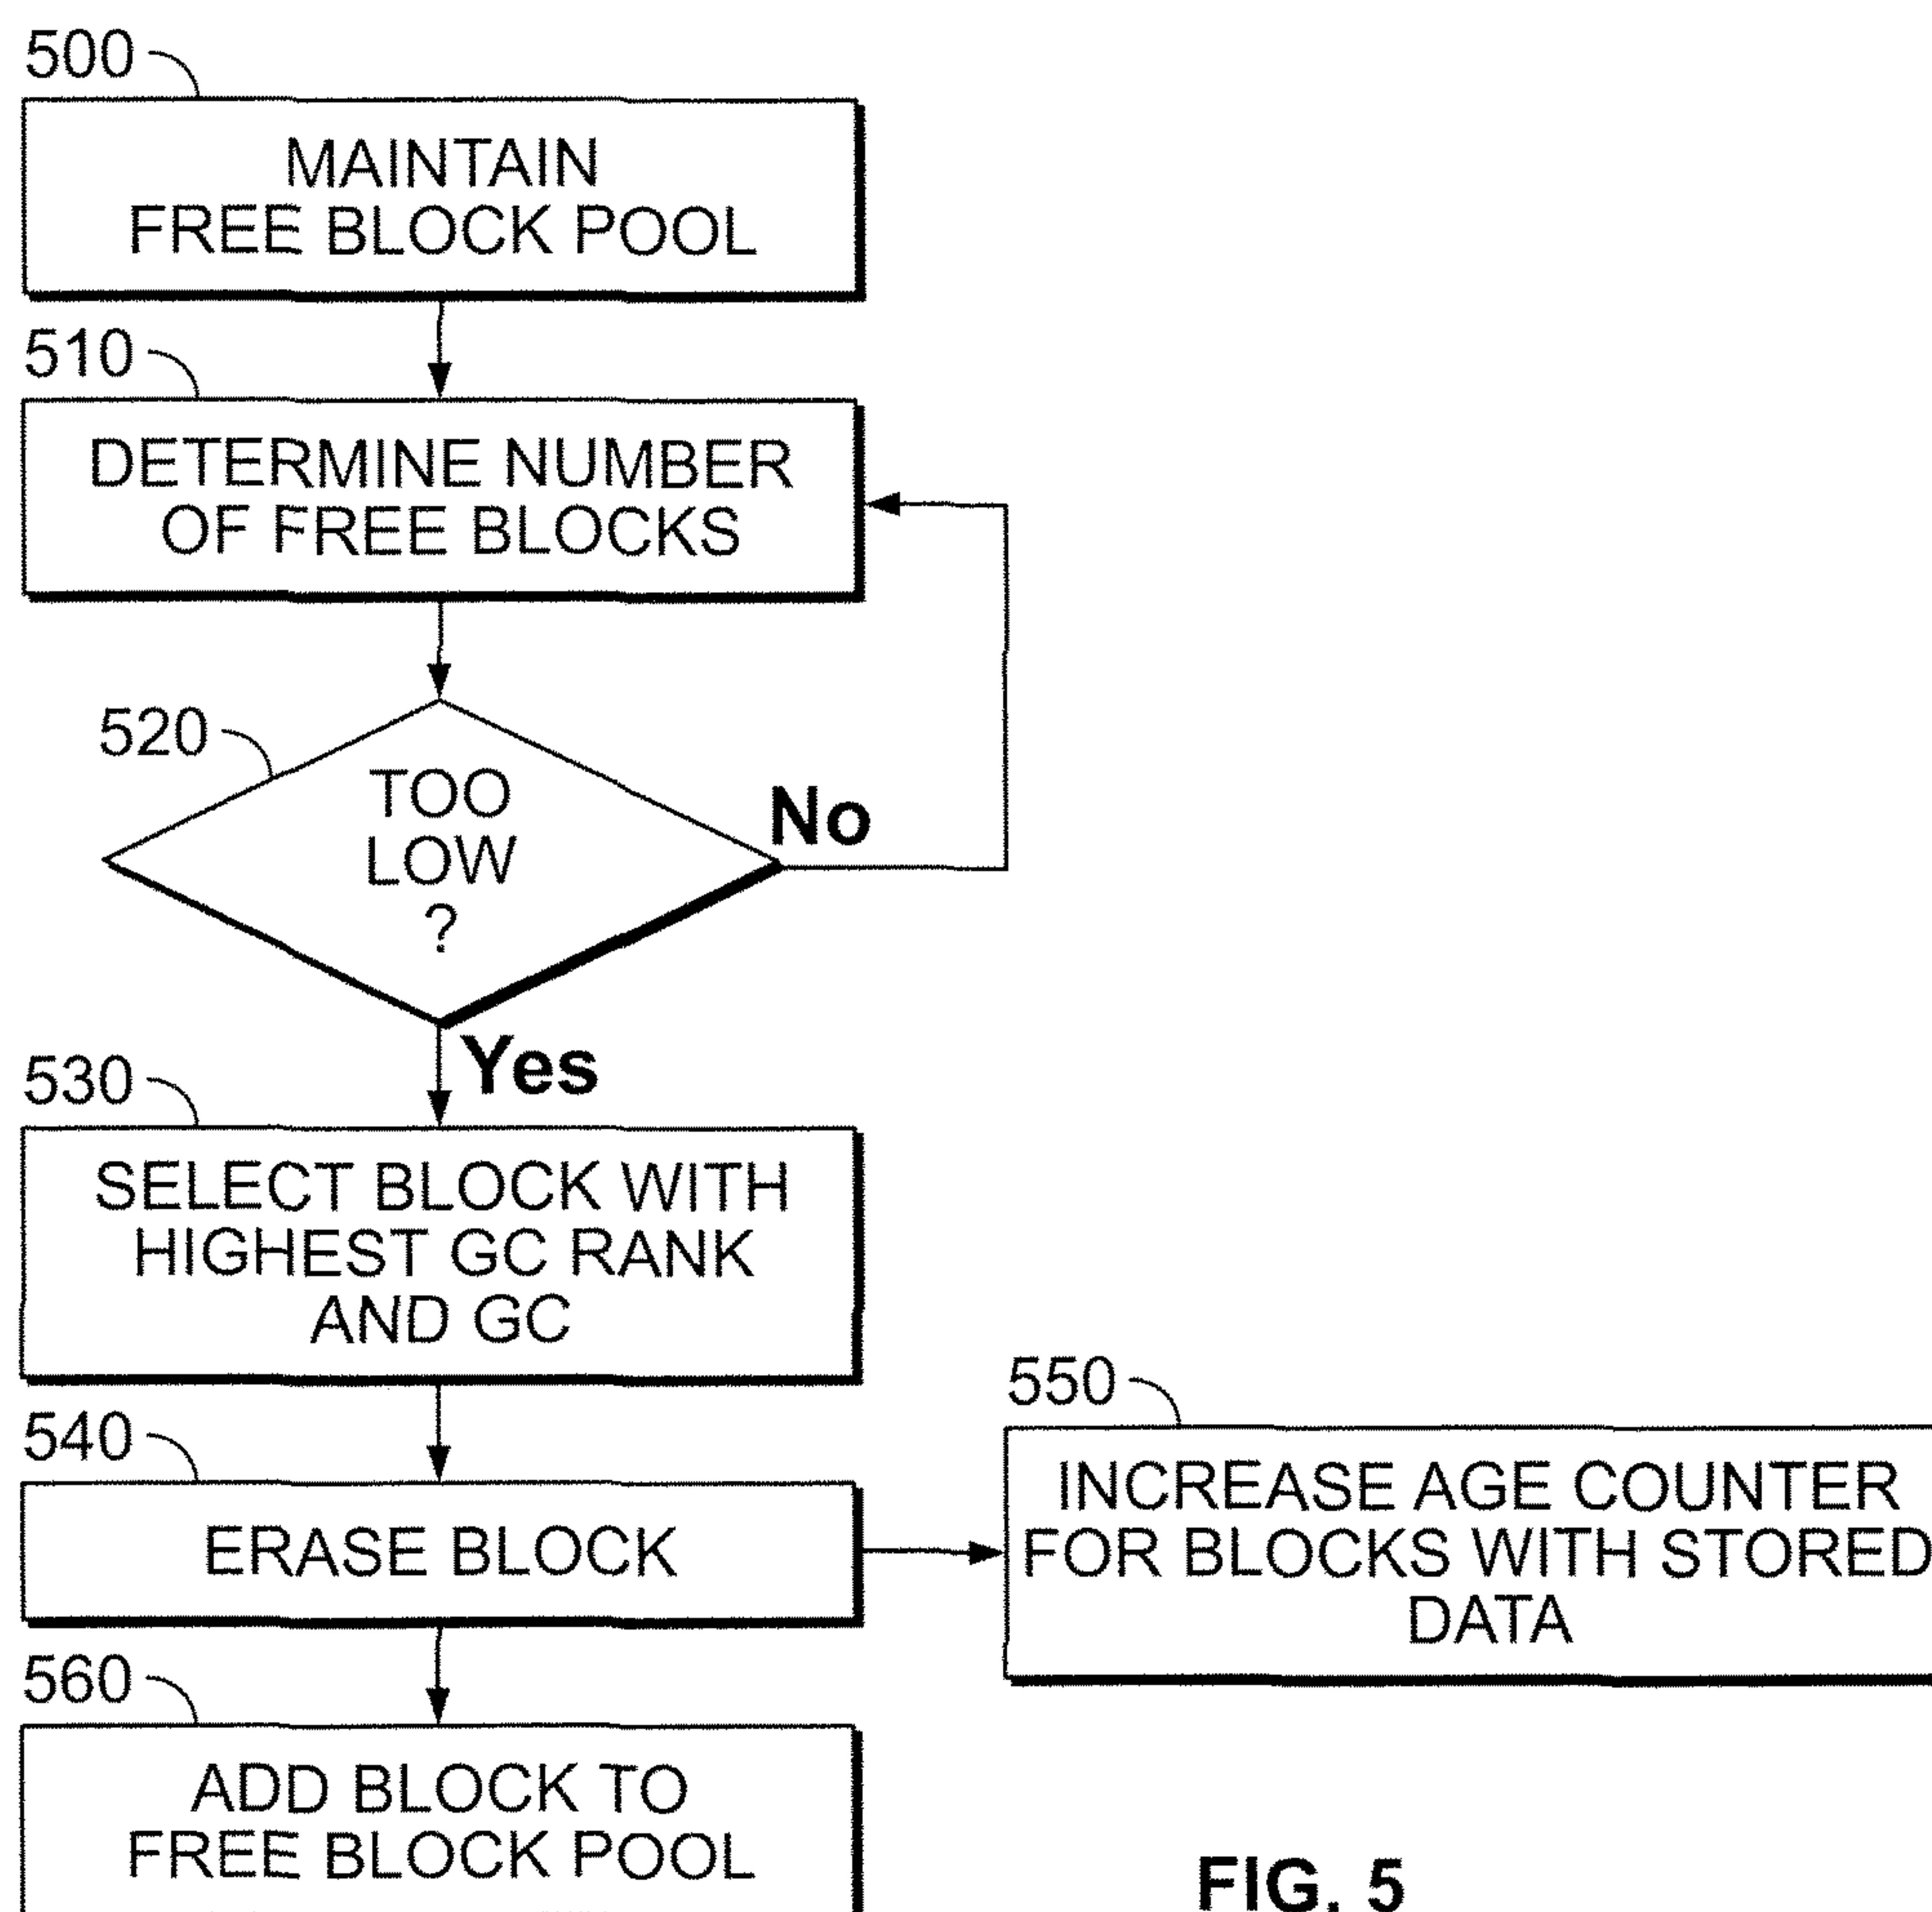 500
MAINTAIN
FREE BLOCK POOL
510
DETERMINE NUMBER
OF FREE BLOCKS
520
TOO
LOW
?
No
Yes
530
SELECT BLOCK WITH
HIGHEST GC RANK
AND GC
540
ERASE BLOCK
550
INCREASE AGE COUNTER
FOR BLOCKS WITH STORED
DATA
560
ADD BLOCK TO
FREE BLOCK POOL
FIG. 5